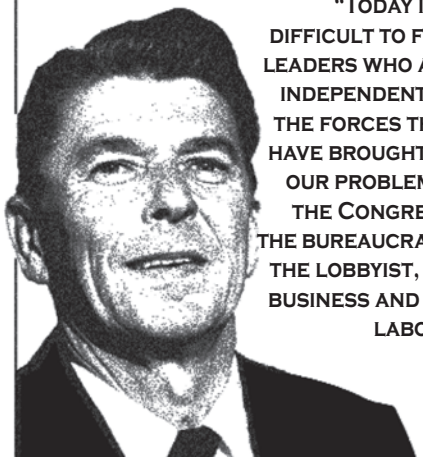 "TODAY I
DIFFICULT TO F
LEADERS WHO A
INDEPENDENT
THE FORCES TH
HAVE BROUGHT
OUR PROBLEM
THE CONGRE
THE BUREAUCRA
THE LOBBYIST,
BUSINESS AND
LABO